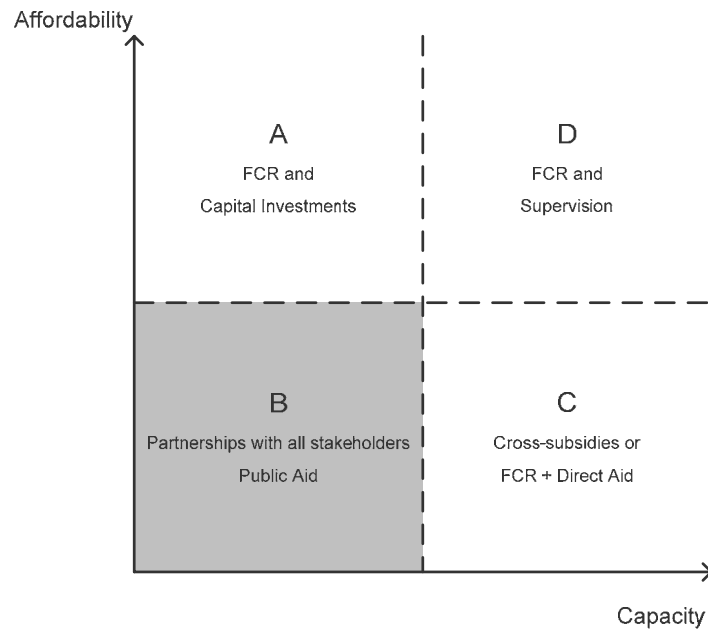 Affordability
A
FCR and
Capital Investments
D
FCR and
Supervision
B
Partnerships with all stakeholders
Public Aid
C
Cross-subsidies or
FCR + Direct Aid
Capacity